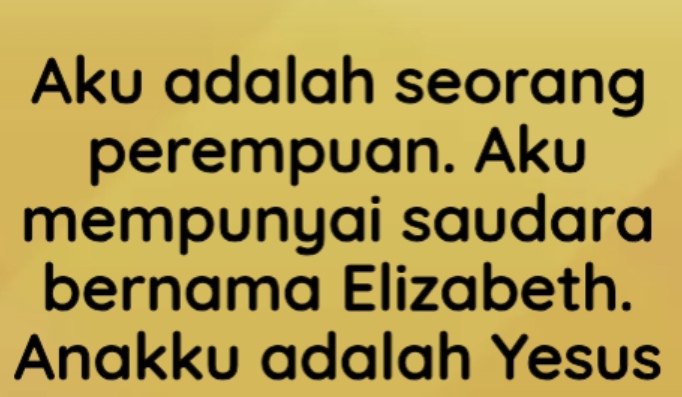 Aku adalah seorang
perempuan. Aku
mempunyai saudara
bernama Elizabeth.
Anakku adalah Yesus